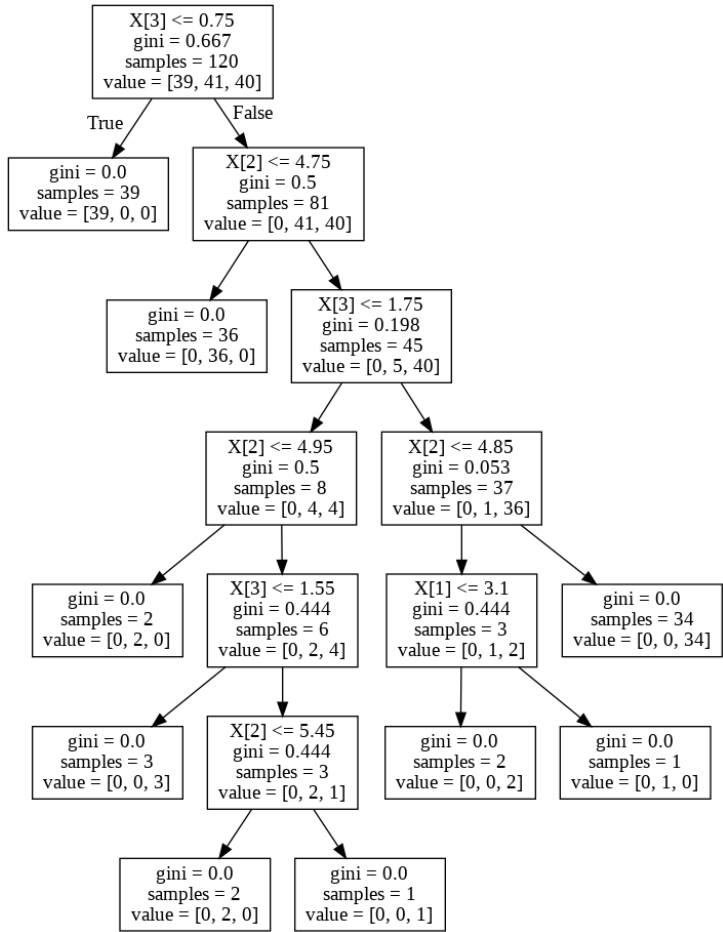 X[3] <= 0.75
gini = 0.667
samples = 120
value = [39, 41, 40]
True
False
gini = 0.0
samples = 39
value = [39, 0, 0]
X[2] <= 4.75
gini = 0.5
samples = 81
value = [0, 41, 40]
gini = 0.0
samples = 36
value = [0, 36, 0]
X[3] <= 1.75
gini = 0.198
samples = 45
value = [0, 5, 40]
X[2] <= 4.95
gini = 0.5
samples = 8
value = [0, 4, 4]
X[2] <= 4.85
gini = 0.053
samples = 37
value = [0, 1, 36]
gini = 0.0
samples = 2
value = [0, 2, 0]
X[3] <= 1.55
gini = 0.444
samples = 6
value = [0, 2, 4]
X[1] <= 3.1
gini = 0.444
samples = 3
value = [0, 1, 2]
gini = 0.0
samples = 34
value = [0, 0, 34]
gini = 0.0
samples = 3
value = [0, 0, 3]
X[2] <= 5.45
gini = 0.444
samples = 3
value = [0, 2, 1]
gini = 0.0
samples = 2
value = [0, 0, 2]
gini = 0.0
samples = 1
value = [0, 1, 0]
gini = 0.0
samples = 2
value = [0, 2, 0]
gini = 0.0
samples = 1
value = [0, 0, 1]